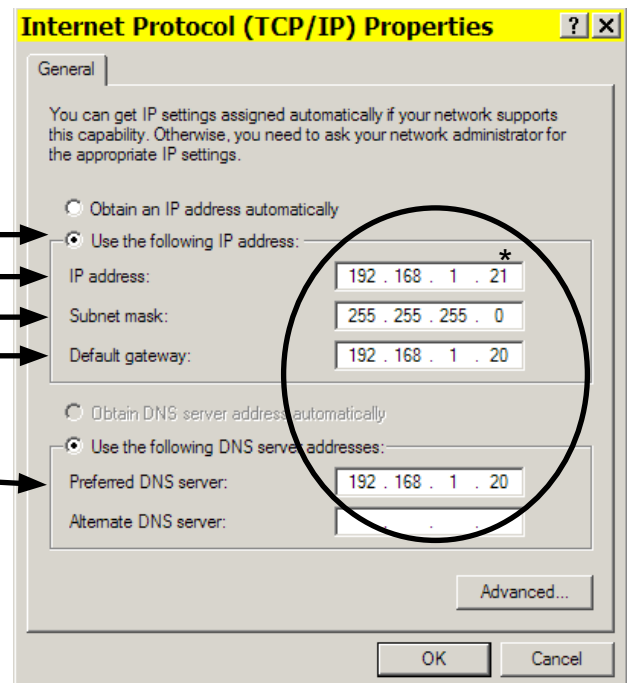 Internet Protocol (TCP/IP) Properties ? ×
General
You can get IP settings assigned automatically if your network supports
this capability. Otherwise, you need to ask your network administrator for
the appropriate IP settings.
Obtain an IP address automatically
Use the following IP address:
*
IP address: 192 . 168 . 1 . 21
Subnet mask: 255 . 255 . 255 . 0
Default gateway: 192 . 168 . 1 . 20
Obtain DNS server address automatically
Use the following DNS server addresses:
Preferred DNS server: 192 . 168 . 1 . 20
Alternate DNS server: . . .
Advanced...
OK Cancel